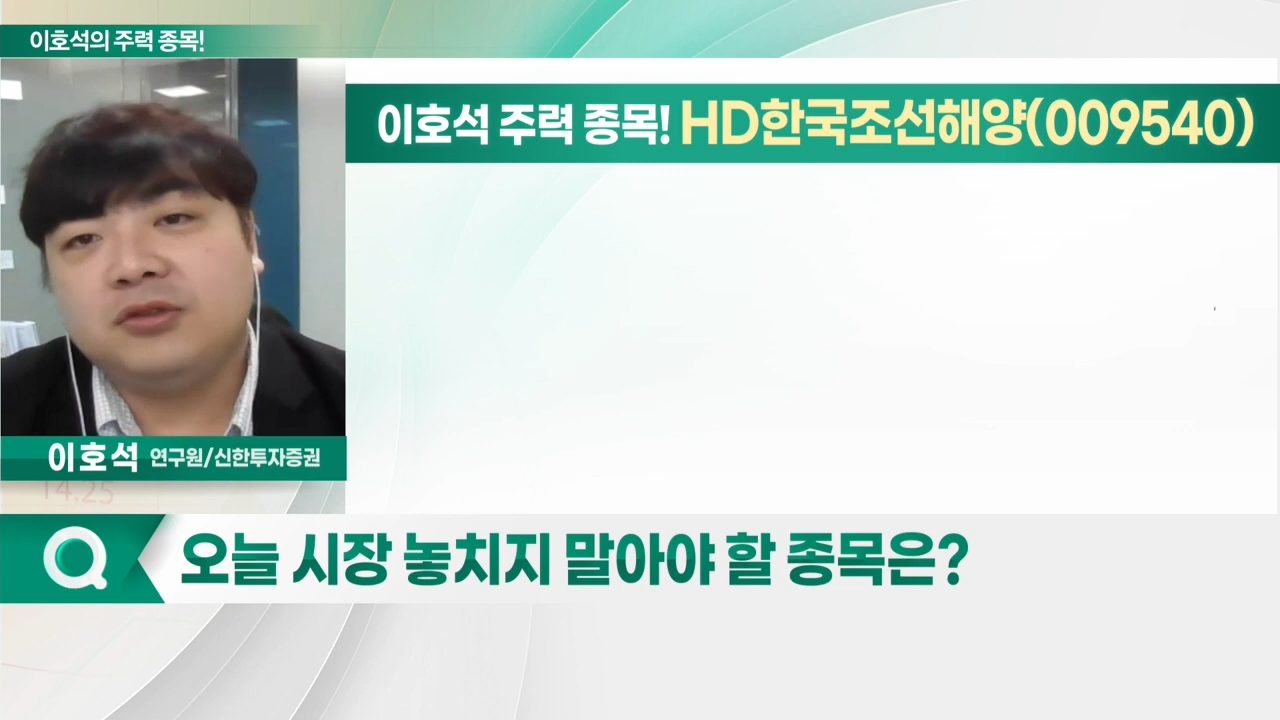 이호석의 주력 종목!
이호석 주력 종목! HD한국조선해양(009540)
이호석 연구원/신한투자증권
14.25
Q 오늘 시장 놓치지 말아야 할 종목은?